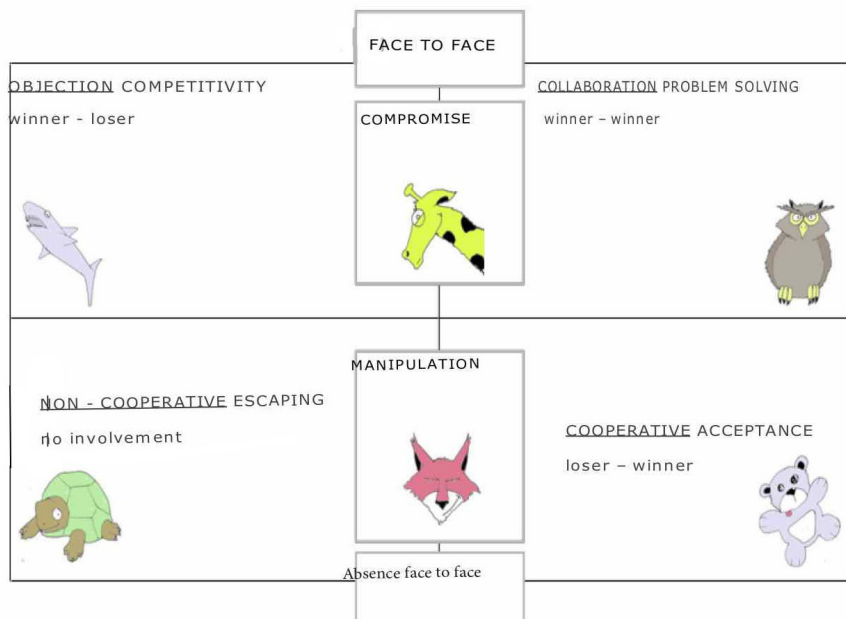 FACE TO FACE
OBJECTION COMPETITIVITY
winner - loser
COMPROMISE
COLLABORATION PROBLEM SOLVING
winner – winner
MANIPULATION
NON - COOPERATIVE ESCAPING
no involvement
COOPERATIVE ACCEPTANCE
loser – winner
Absence face to face